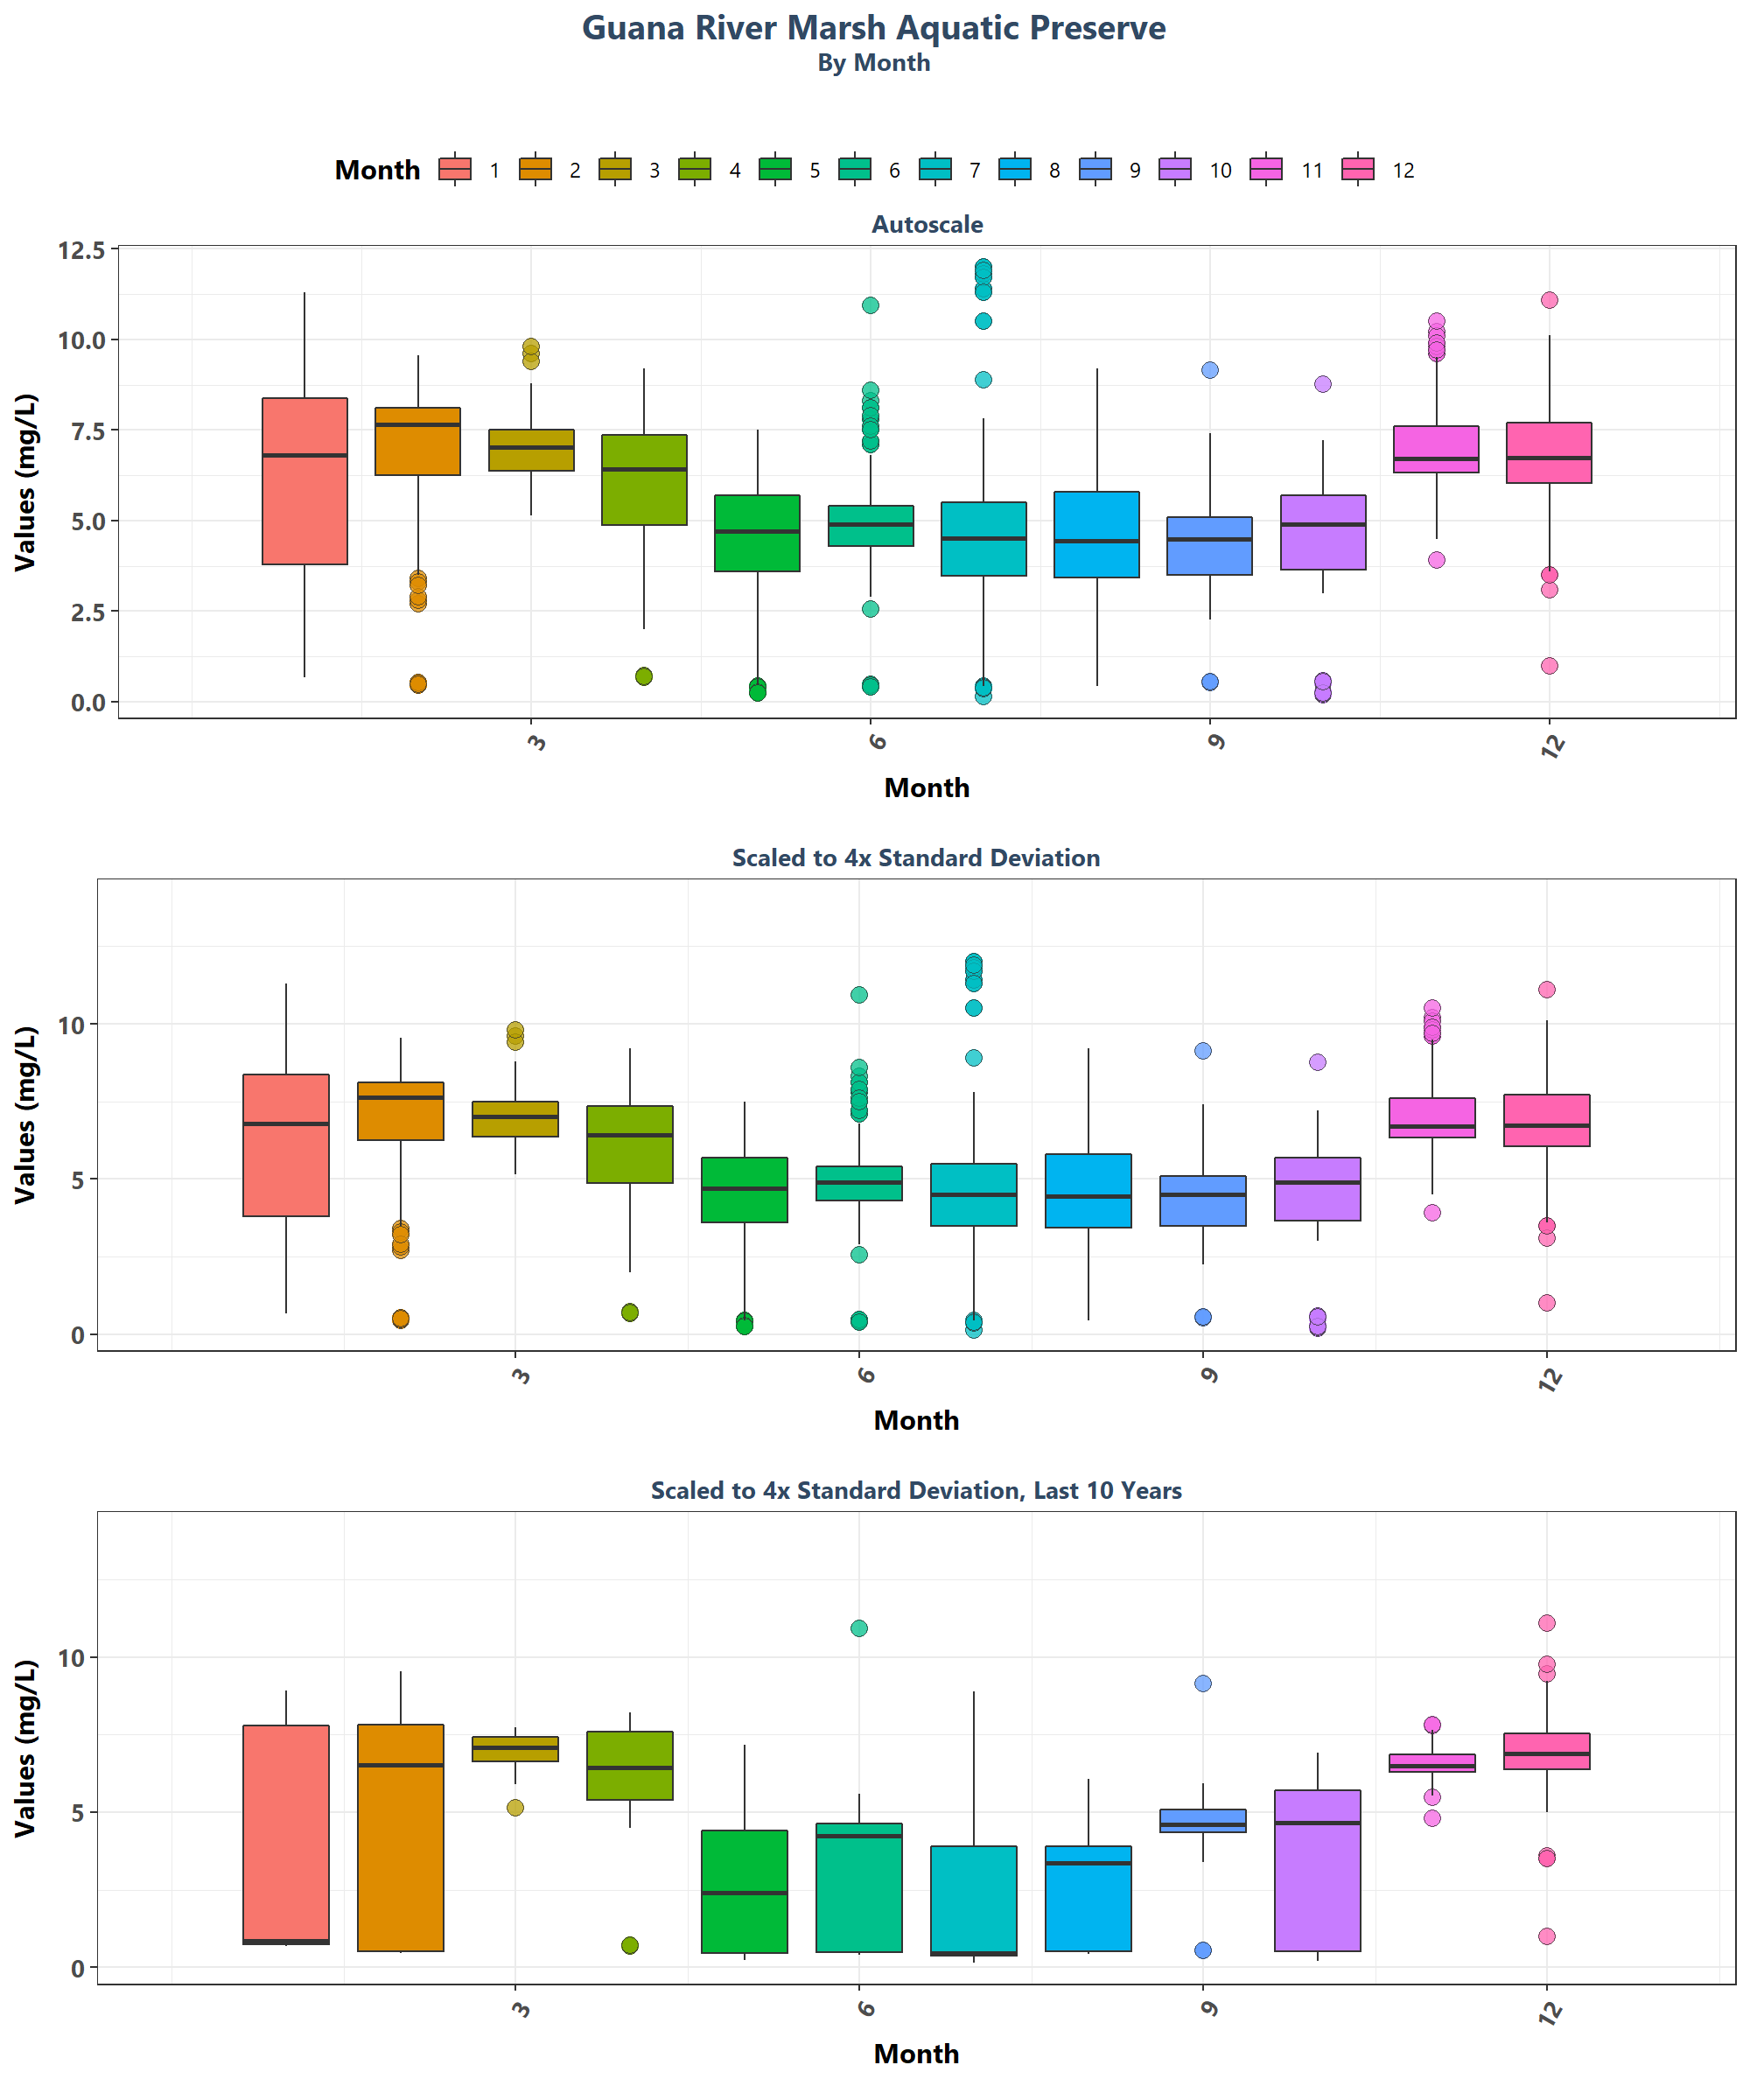 Guana River Marsh Aquatic Preserve
By Month
Month 1 2 3 4 5 6 7 8 9 10 11 12
Autoscale
Values (mg/L)
12.5
10.0
7.5
5.0
2.5
0.0
3 6 9 12
Month
Scaled to 4x Standard Deviation
Values (mg/L)
10
5
0
3 6 9 12
Month
Scaled to 4x Standard Deviation, Last 10 Years
Values (mg/L)
10
5
0
3 6 9 12
Month